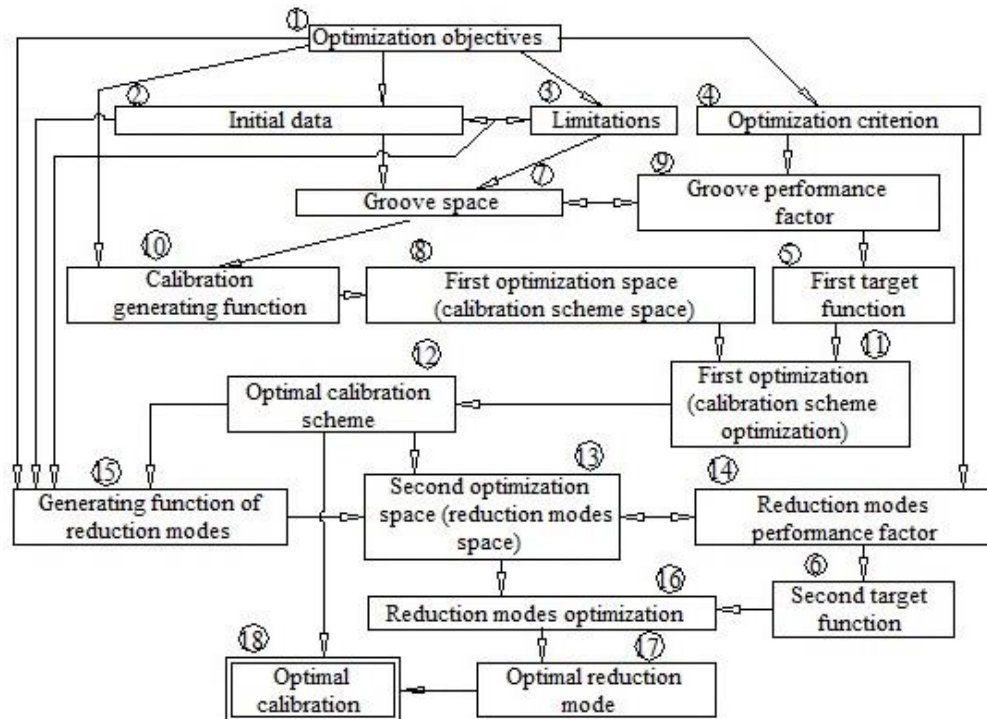 ①
Optimization objectives
②
Initial data
③
Limitations
④
Optimization criterion
⑦
Groove space
⑨
Groove performance
factor
⑩
Calibration
generating function
⑧
First optimization space
(calibration scheme space)
⑤
First target
function
⑫
Optimal calibration
scheme
⑪
First optimization
(calibration scheme
optimization)
⑮
Generating function of
reduction modes
⑬
Second optimization
space (reduction modes
space)
⑭
Reduction modes
performance factor
⑯
Reduction modes optimization
⑥
Second target
function
⑱
Optimal
calibration
⑰
Optimal reduction
mode